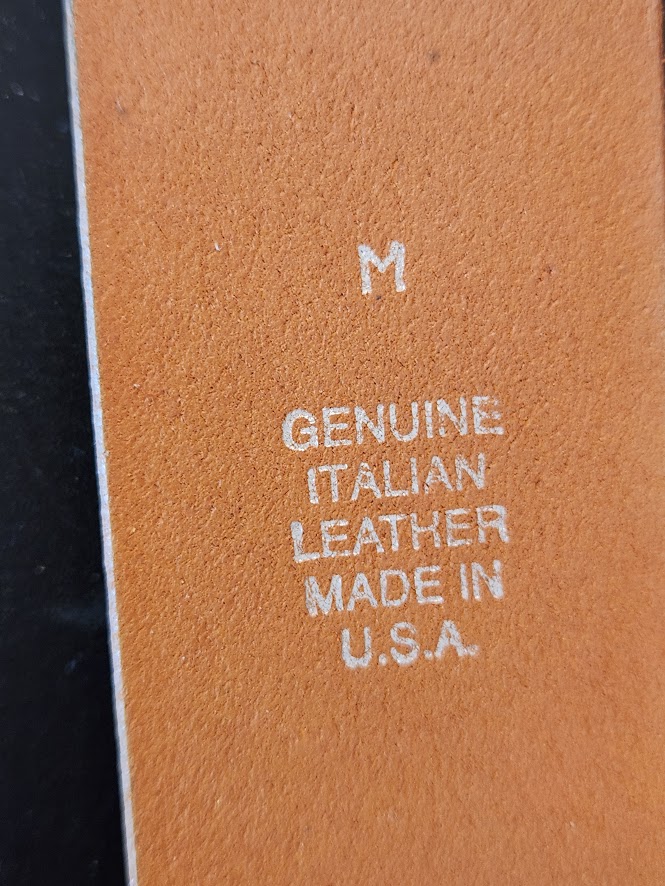 M
GENUINE
ITALIAN
LEATHER
MADE IN
U.S.A.